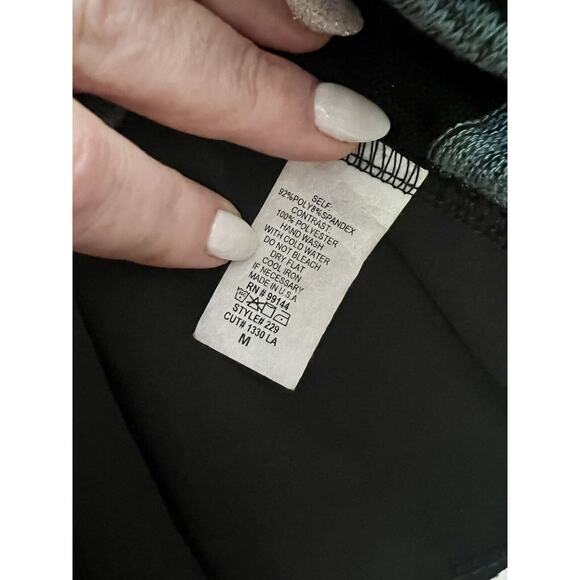 SELF:
92%POLY8%SPANDEX
CONTRAST:
100% POLYESTER
HAND WASH
WITH COLD WATER
DO NOT BLEACH
DRY FLAT
COOL IRON
IF NECESSARY
MADE IN U.S.A
RN # 99144
STYLE# 229
CUT# 1330 LA
M